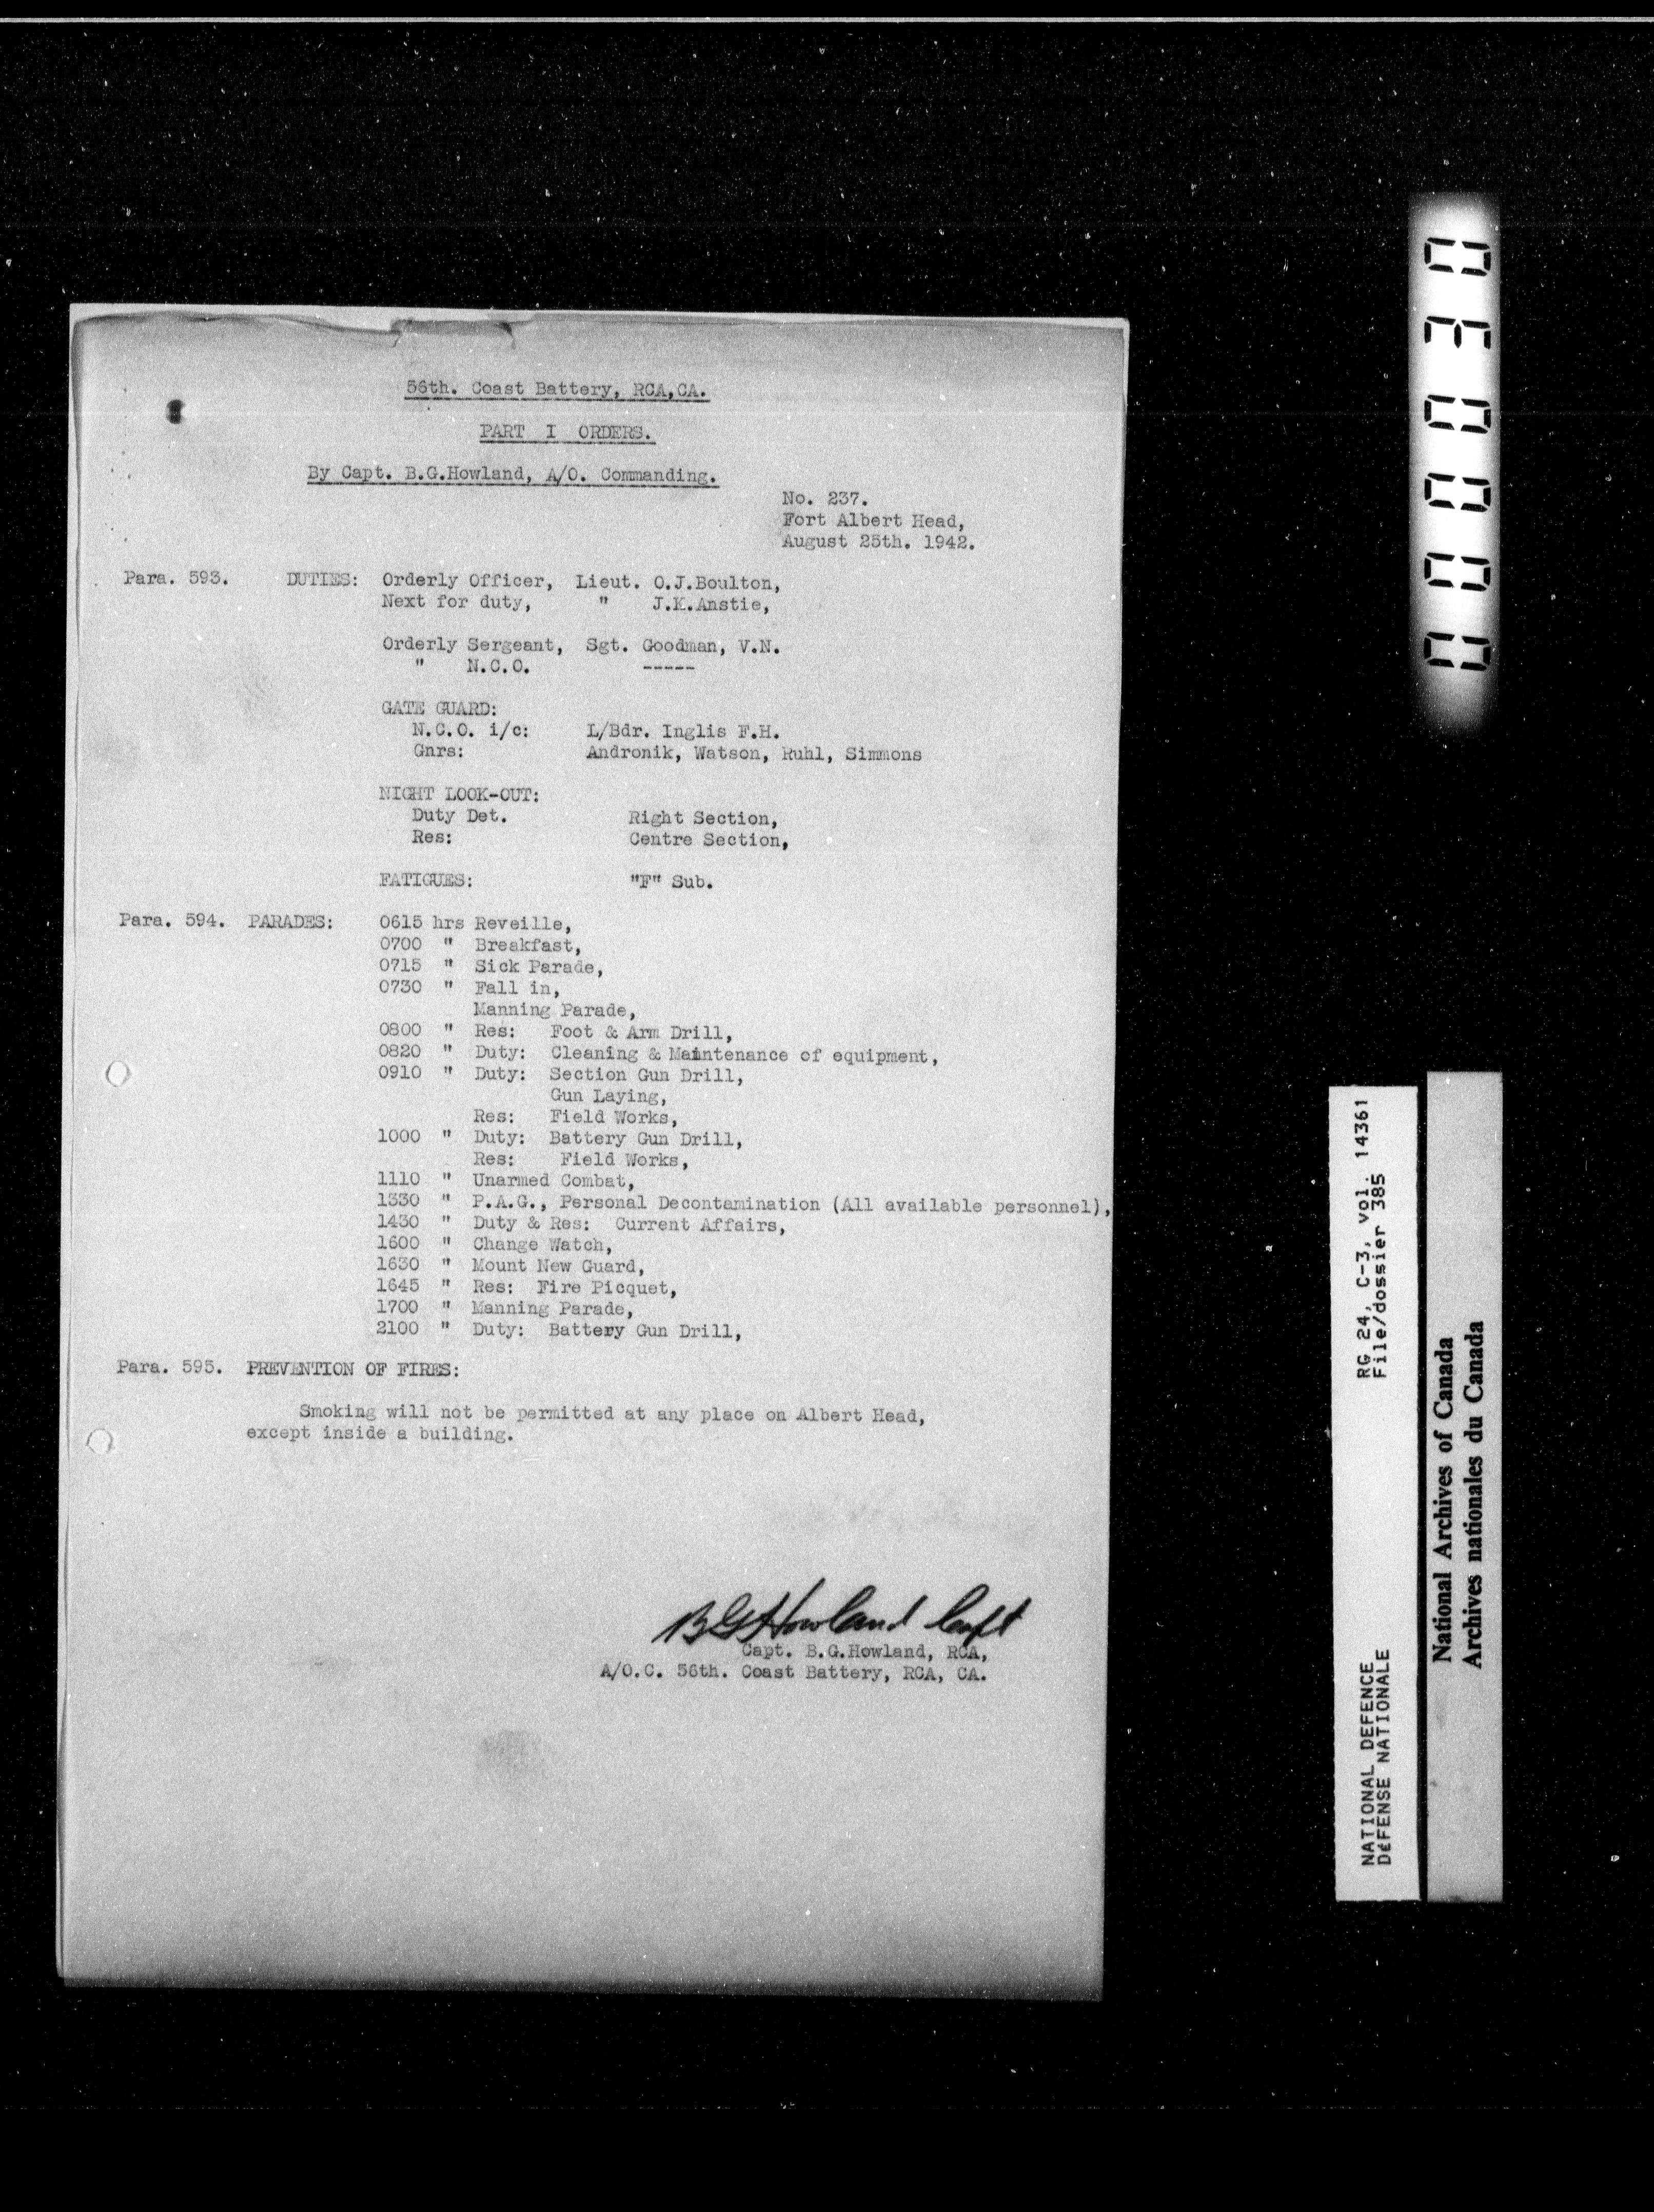 56th. Coast Battery, RCA,CA.
PART I ORDERS.
By Capt. B.G.Howland, A/O. Commanding.
No. 237.
Fort Albert Head,
August 25th. 1942.
Para. 593. DUTIES: Orderly Officer, Lieut. O.J.Boulton,
Next for duty, " J.K.Anstie,
Orderly Sergeant, Sgt. Goodman, V.N.
" N.C.O. -----
GATE GUARD:
N.C.O. i/c: L/Bdr. Inglis F.H.
Gnrs: Andronik, Watson, Ruhl, Simmons
NIGHT LOOK-OUT:
Duty Det. Right Section,
Res: Centre Section,
FATIGUES: "F" Sub.
Para. 594. PARADES: 0615 hrs Reveille,
0700 " Breakfast,
0715 " Sick Parade,
0730 " Fall in,
Manning Parade,
0800 " Res: Foot & Arm Drill,
0820 " Duty: Cleaning & Maintenance of equipment,
0910 " Duty: Section Gun Drill,
Gun Laying,
Res: Field Works,
1000 " Duty: Battery Gun Drill,
Res: Field Works,
1110 " Unarmed Combat,
1330 " P.A.G., Personal Decontamination (All available personnel),
1430 " Duty & Res: Current Affairs,
1600 " Change Watch,
1630 " Mount New Guard,
1645 " Res: Fire Picquet,
1700 " Manning Parade,
2100 " Duty: Battery Gun Drill,
Para. 595. PREVENTION OF FIRES:
Smoking will not be permitted at any place on Albert Head,
except inside a building.
B G Howland Capt
Capt. B.G.Howland, RCA,
A/O.C. 56th. Coast Battery, RCA, CA.
000030
RG 24, C-3, vol. 14361
File/dossier 385
NATIONAL DEFENCE
DéFENSE NATIONALE
National Archives of Canada
Archives nationales du Canada